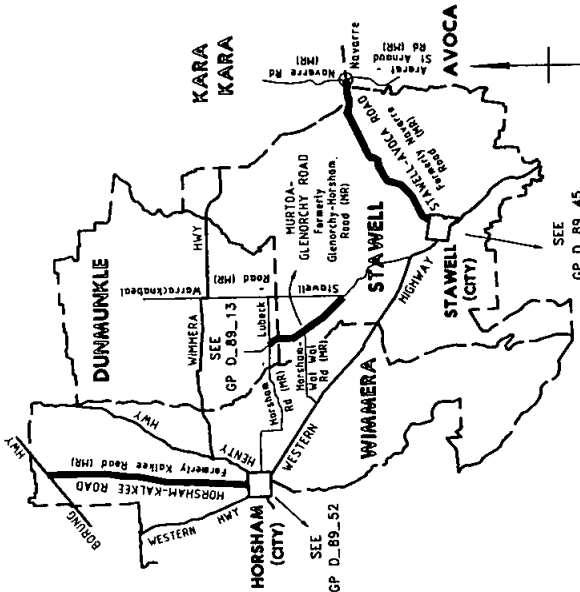 KARA
KARA
Navarre Rd
Navarre
Rd (MR)
Ararat -
St Arnaud
Rd (MR)
AVOCA
DUNMUNKLE
HWY
WIMMERA
Warracknabeal
Road (MR)
Stawell
MURTOA-
GLENORCHY ROAD
Formerly
Glenorchy-Horsham
Road (MR)
STAWELL-AVOCA ROAD
Formerly Navarre
Road (MR)
SEE
GP D_89_13
Lubeck
Horsham -
Rd (MR)
Horsham-
Wal Wal
Rd (MR)
STAWELL
HIGHWAY
WESTERN
STAWELL
(CITY)
SEE
GP D_89_45
WIMMERA
BORUNG
HWY
HORSHAM-KALKEE ROAD
Formerly Kalkee Road (MR)
HENTY
HWY
WESTERN
HWY
HORSHAM
(CITY)
SEE
GP D_89_52